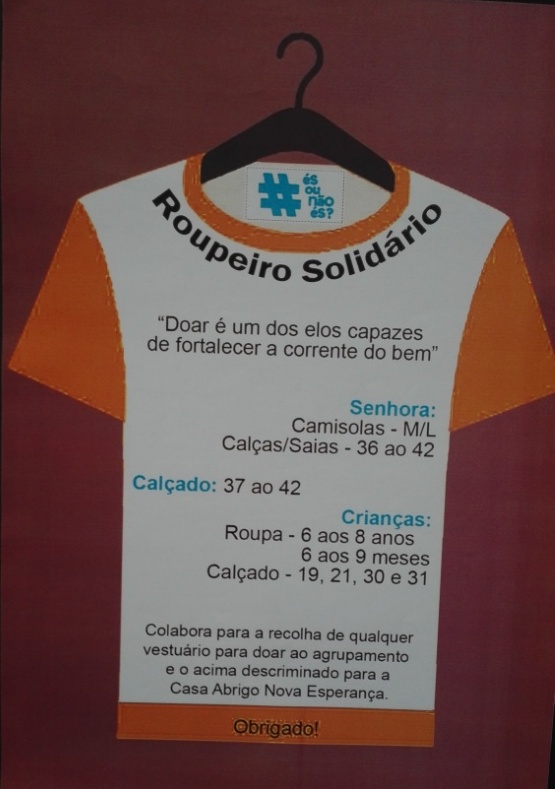 #és
ou
não
és?
Roupeiro Solidário
“Doar é um dos elos capazes
de fortalecer a corrente do bem”
Senhora:
Camisolas - M/L
Calças/Saias - 36 ao 42
Calçado: 37 ao 42
Crianças:
Roupa - 6 aos 8 anos
6 aos 9 meses
Calçado - 19, 21, 30 e 31
Colabora para a recolha de qualquer
vestuário para doar ao agrupamento
e o acima descriminado para a
Casa Abrigo Nova Esperança.
Obrigado!